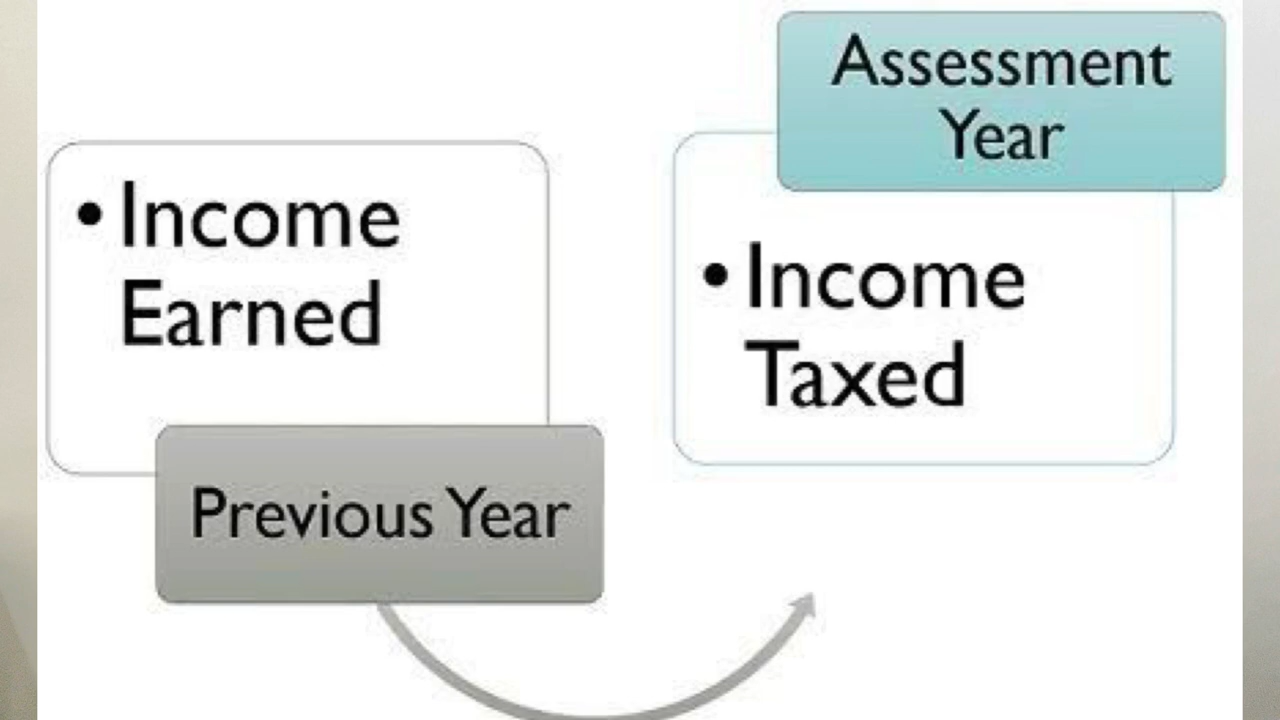 • Income
Earned
Previous Year
Assessment
Year
• Income
Taxed